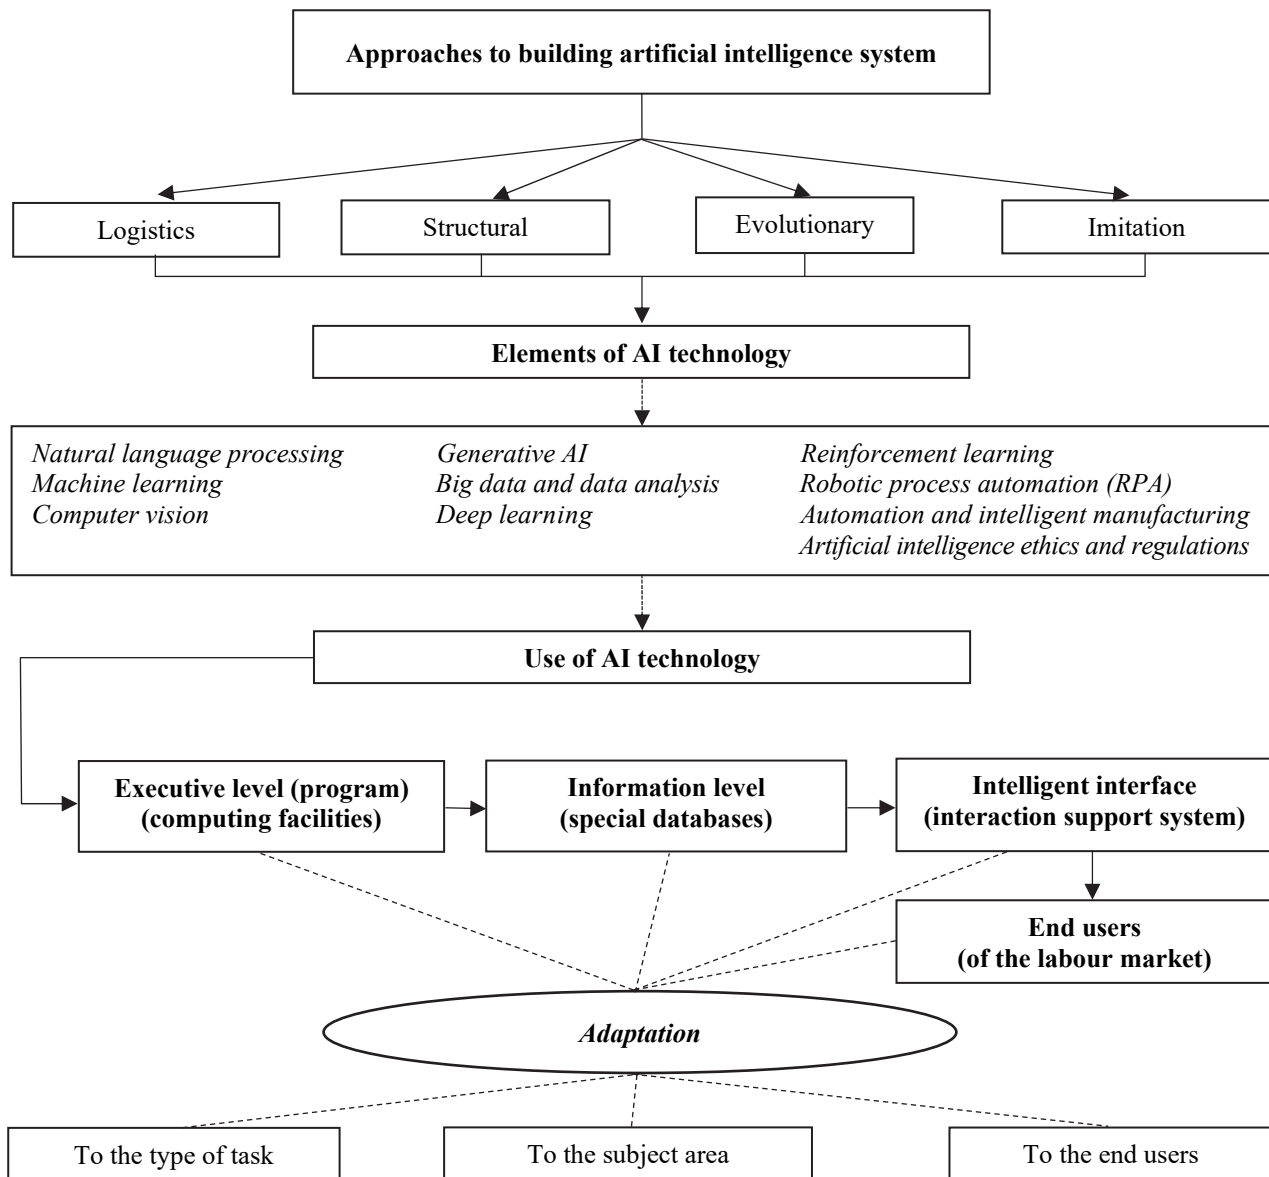 Approaches to building artificial intelligence system
Logistics
Structural
Evolutionary
Imitation
Elements of AI technology
Natural language processing
Machine learning
Computer vision
Generative AI
Big data and data analysis
Deep learning
Reinforcement learning
Robotic process automation (RPA)
Automation and intelligent manufacturing
Artificial intelligence ethics and regulations
Use of AI technology
Executive level (program)
(computing facilities)
Information level
(special databases)
Intelligent interface
(interaction support system)
End users
(of the labour market)
Adaptation
To the type of task
To the subject area
To the end users